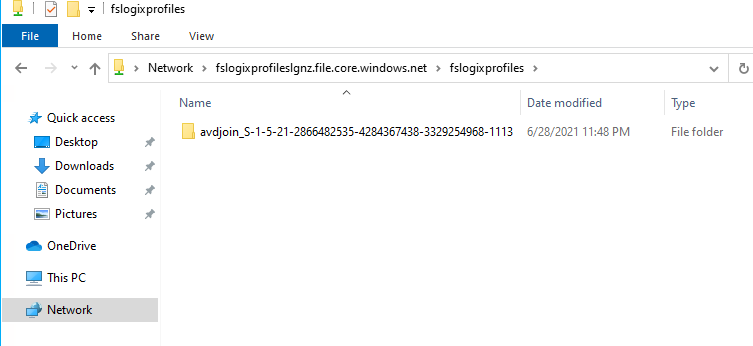 fslogixprofiles
File Home Share View
Network > fslogixprofileslgnz.file.core.windows.net > fslogixprofiles >
Name Date modified Type
Quick access
avdjoin_S-1-5-21-2866482535-4284367438-3329254968-1113 6/28/2021 11:48 PM File folder
Desktop
Downloads
Documents
Pictures
OneDrive
This PC
Network